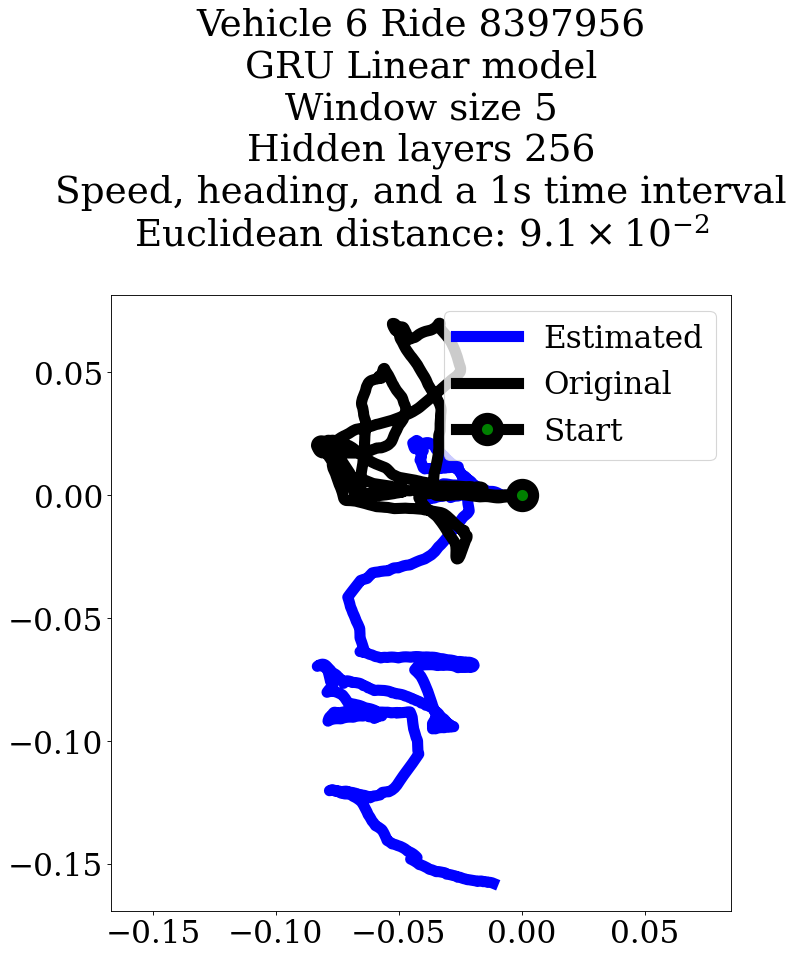 Vehicle 6 Ride 8397956
GRU Linear model
Window size 5
Hidden layers 256
Speed, heading, and a 1s time interval
Euclidean distance: 9.1 × 10⁻²
Estimated
Original
Start
0.05
0.00
−0.05
−0.10
−0.15
−0.15 −0.10 −0.05 0.00 0.05